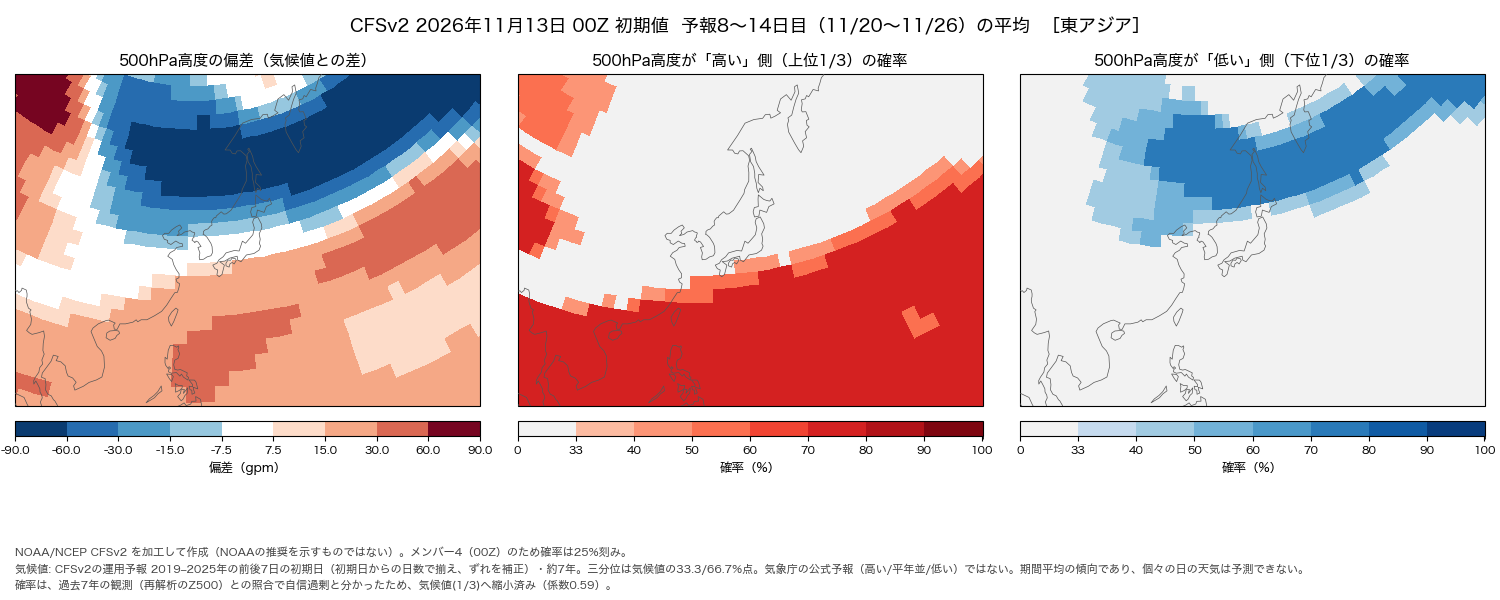 CFSv2 2026年11月13日 00Z 初期値 予報8〜14日目（11/20〜11/26）の平均 ［東アジア］
500hPa高度の偏差（気候値との差）
500hPa高度が「高い」側（上位1/3）の確率
500hPa高度が「低い」側（下位1/3）の確率
-90.0 -60.0 -30.0 -15.0 -7.5 7.5 15.0 30.0 60.0 90.0
偏差（gpm）
0 33 40 50 60 70 80 90 100
確率（%）
0 33 40 50 60 70 80 90 100
確率（%）
NOAA/NCEP CFSv2 を加工して作成（NOAAの推奨を示すものではない）。メンバー4（00Z）のため確率は25%刻み。
気候値: CFSv2の運用予報 2019–2025年の前後7日の初期日（初期日からの日数で揃え、ずれを補正）・約7年。三分位は気候値の33.3/66.7%点。気象庁の公式予報（高い/平年並/低い）ではない。期間平均の傾向であり、個々の日の天気は予測できない。
確率は、過去7年の観測（再解析のZ500）との照合で自信過剰と分かったため、気候値(1/3)へ縮小済み（係数0.59）。